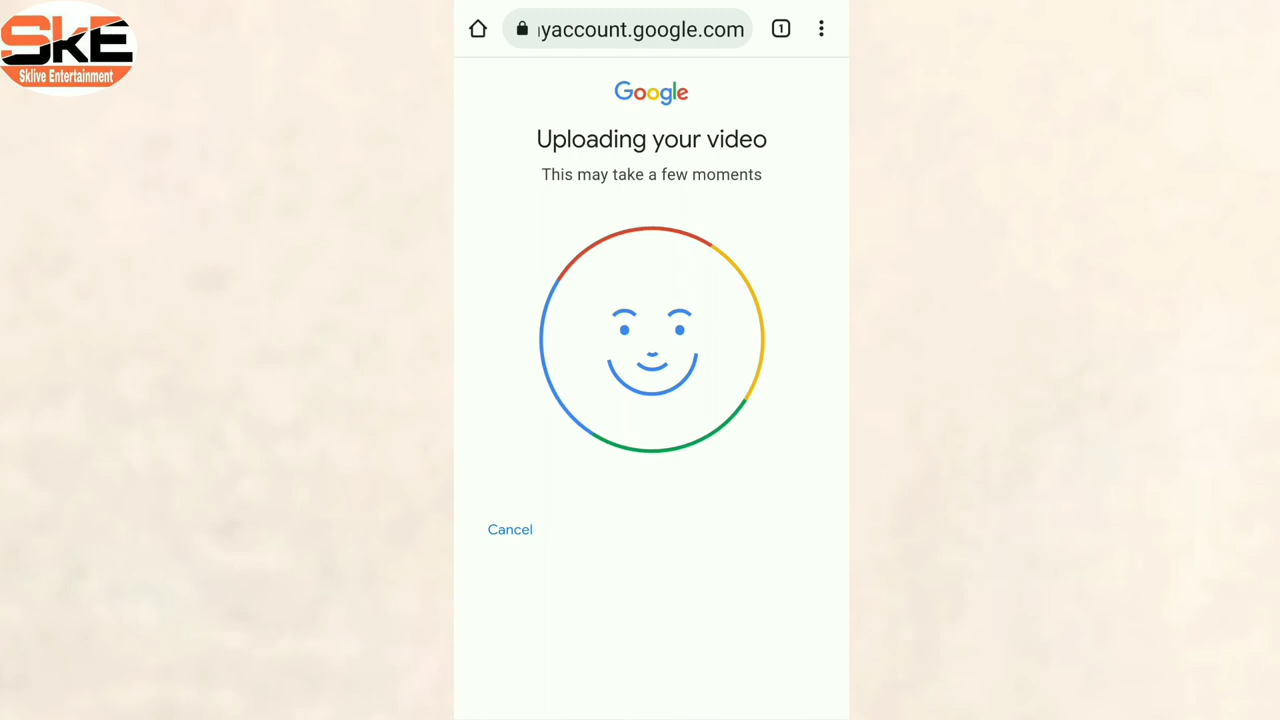 SKE
Sklive Entertainment
yaccount.google.com
1
Google
Uploading your video
This may take a few moments
Cancel